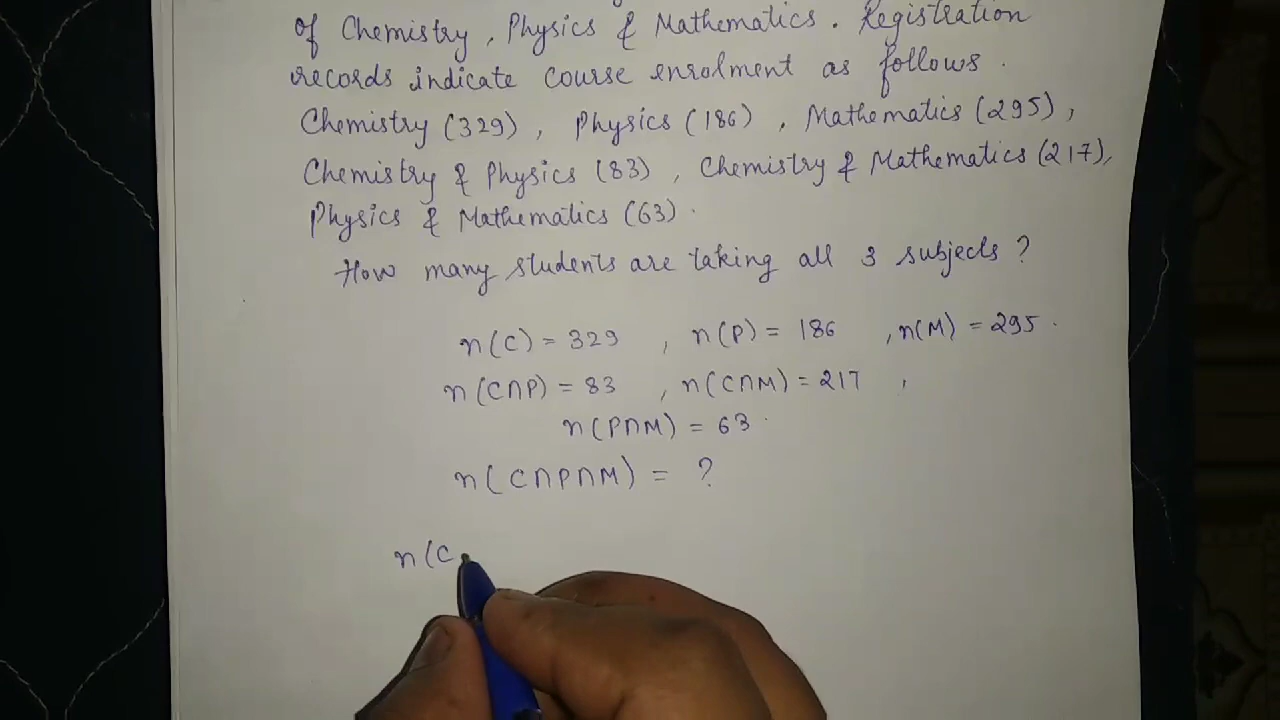 of Chemistry, Physics & Mathematics. Registration
records indicate course enrolment as follows.
Chemistry (329), Physics (186), Mathematics (295),
Chemistry & Physics (83), Chemistry & Mathematics (217),
Physics & Mathematics (63).
How many students are taking all 3 subjects?
n(C) = 329, n(P) = 186, n(M) = 295.
n(C∩P) = 83, n(C∩M) = 217,
n(P∩M) = 63.
n(C∩P∩M) = ?
n(C